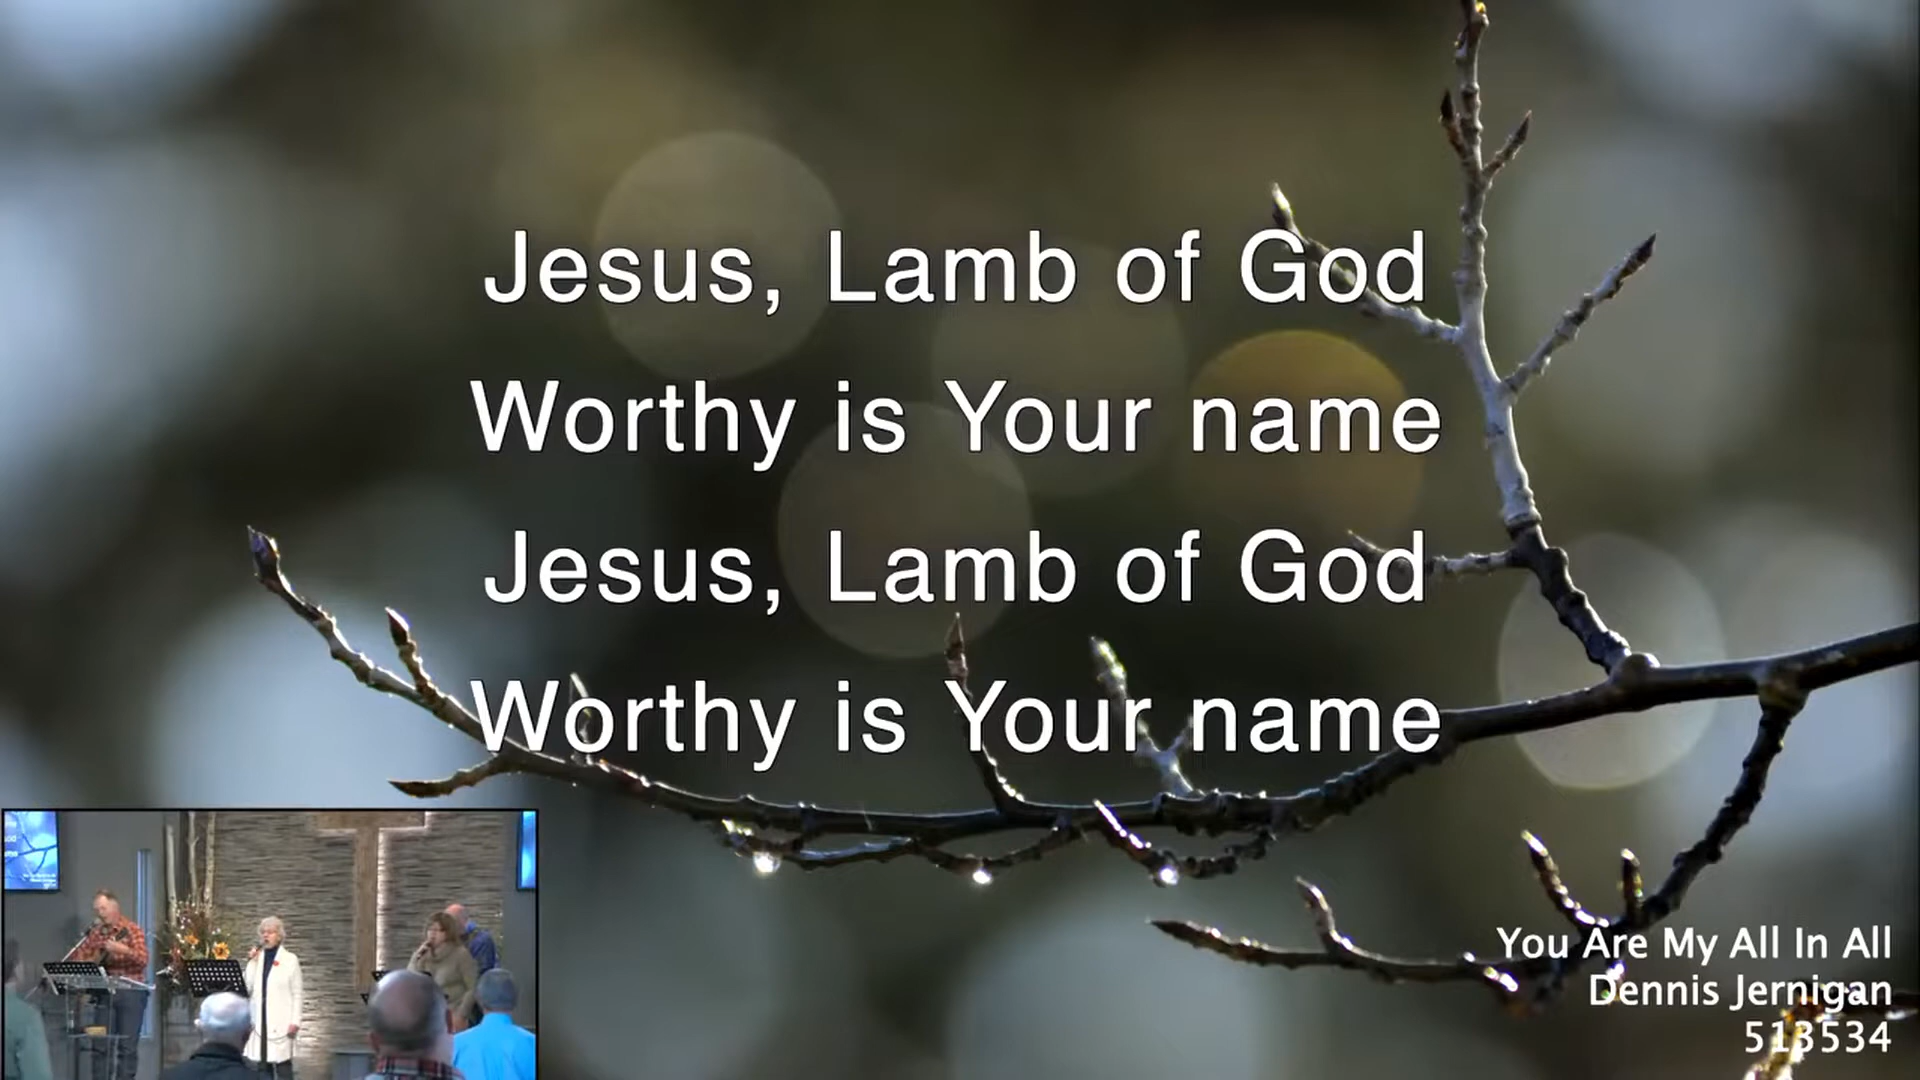 Jesus, Lamb of God
Worthy is Your name
Jesus, Lamb of God
Worthy is Your name
You Are My All In All
Dennis Jernigan
513534